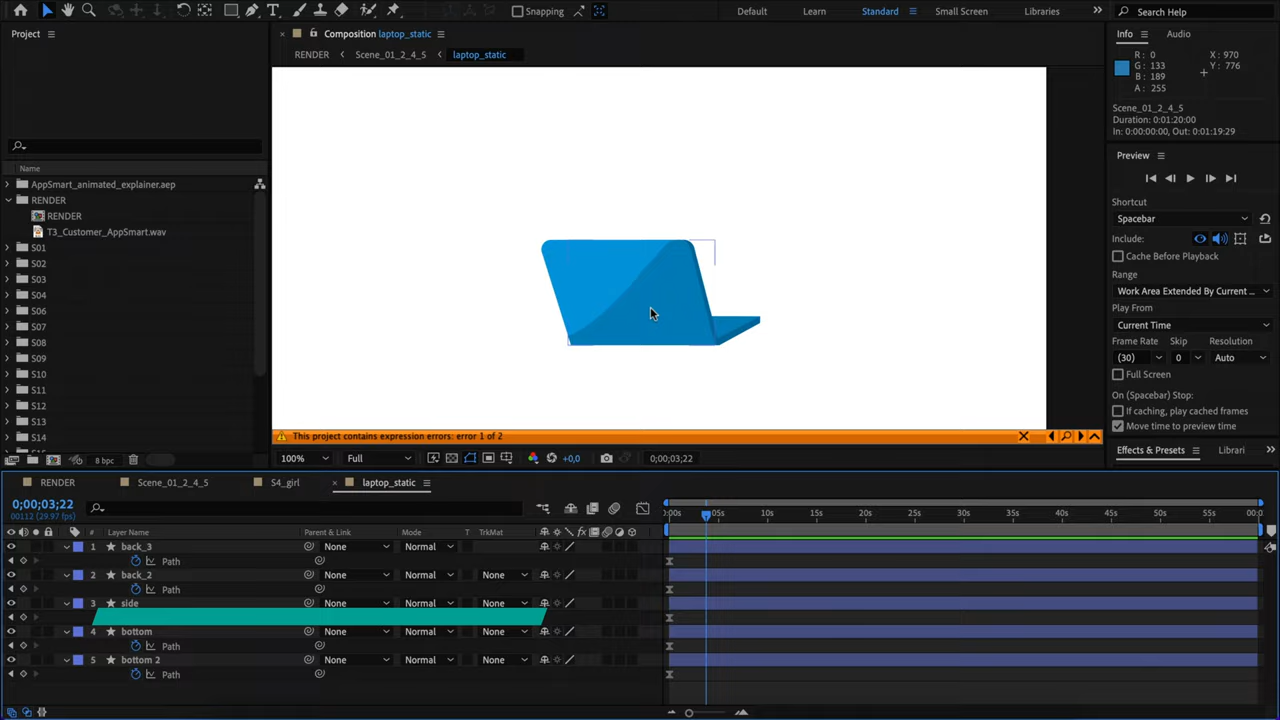 Snapping
Default
Learn
Standard
Small Screen
Libraries
Search Help
Project
Composition laptop_static
RENDER
Scene_01_2_4_5
laptop_static
Name
AppSmart_animated_explainer.aep
RENDER
RENDER
T3_Customer_AppSmart.wav
S01
S02
S03
S04
S06
S07
S08
S09
S10
S11
S12
S13
S14
8 bpc
This project contains expression errors: error 1 of 2
100%
Full
+0,0
0;00;03;22
Info
Audio
R: 0
G: 133
B: 189
A: 255
X: 970
Y: 776
Scene_01_2_4_5
Duration: 0:01:20:00
In: 0:00:00:00, Out: 0:01:19:29
Preview
Shortcut
Spacebar
Include:
Cache Before Playback
Range
Work Area Extended By Current ...
Play From
Current Time
Frame Rate
Skip
Resolution
(30)
0
Auto
Full Screen
On (Spacebar) Stop:
If caching, play cached frames
Move time to preview time
Effects & Presets
Librari
RENDER
Scene_01_2_4_5
S4_girl
laptop_static
0;00;03;22
00112 (29.97 fps)
# Layer Name
Parent & Link
Mode
T
TrkMat
:00s
05s
10s
15s
20s
25s
30s
35s
40s
45s
50s
55s
00:0
1 back_3 None Normal
Path
2 back_2 None Normal None
Path
3 side None Normal None
4 bottom None Normal None
Path
5 bottom 2 None Normal None
Path